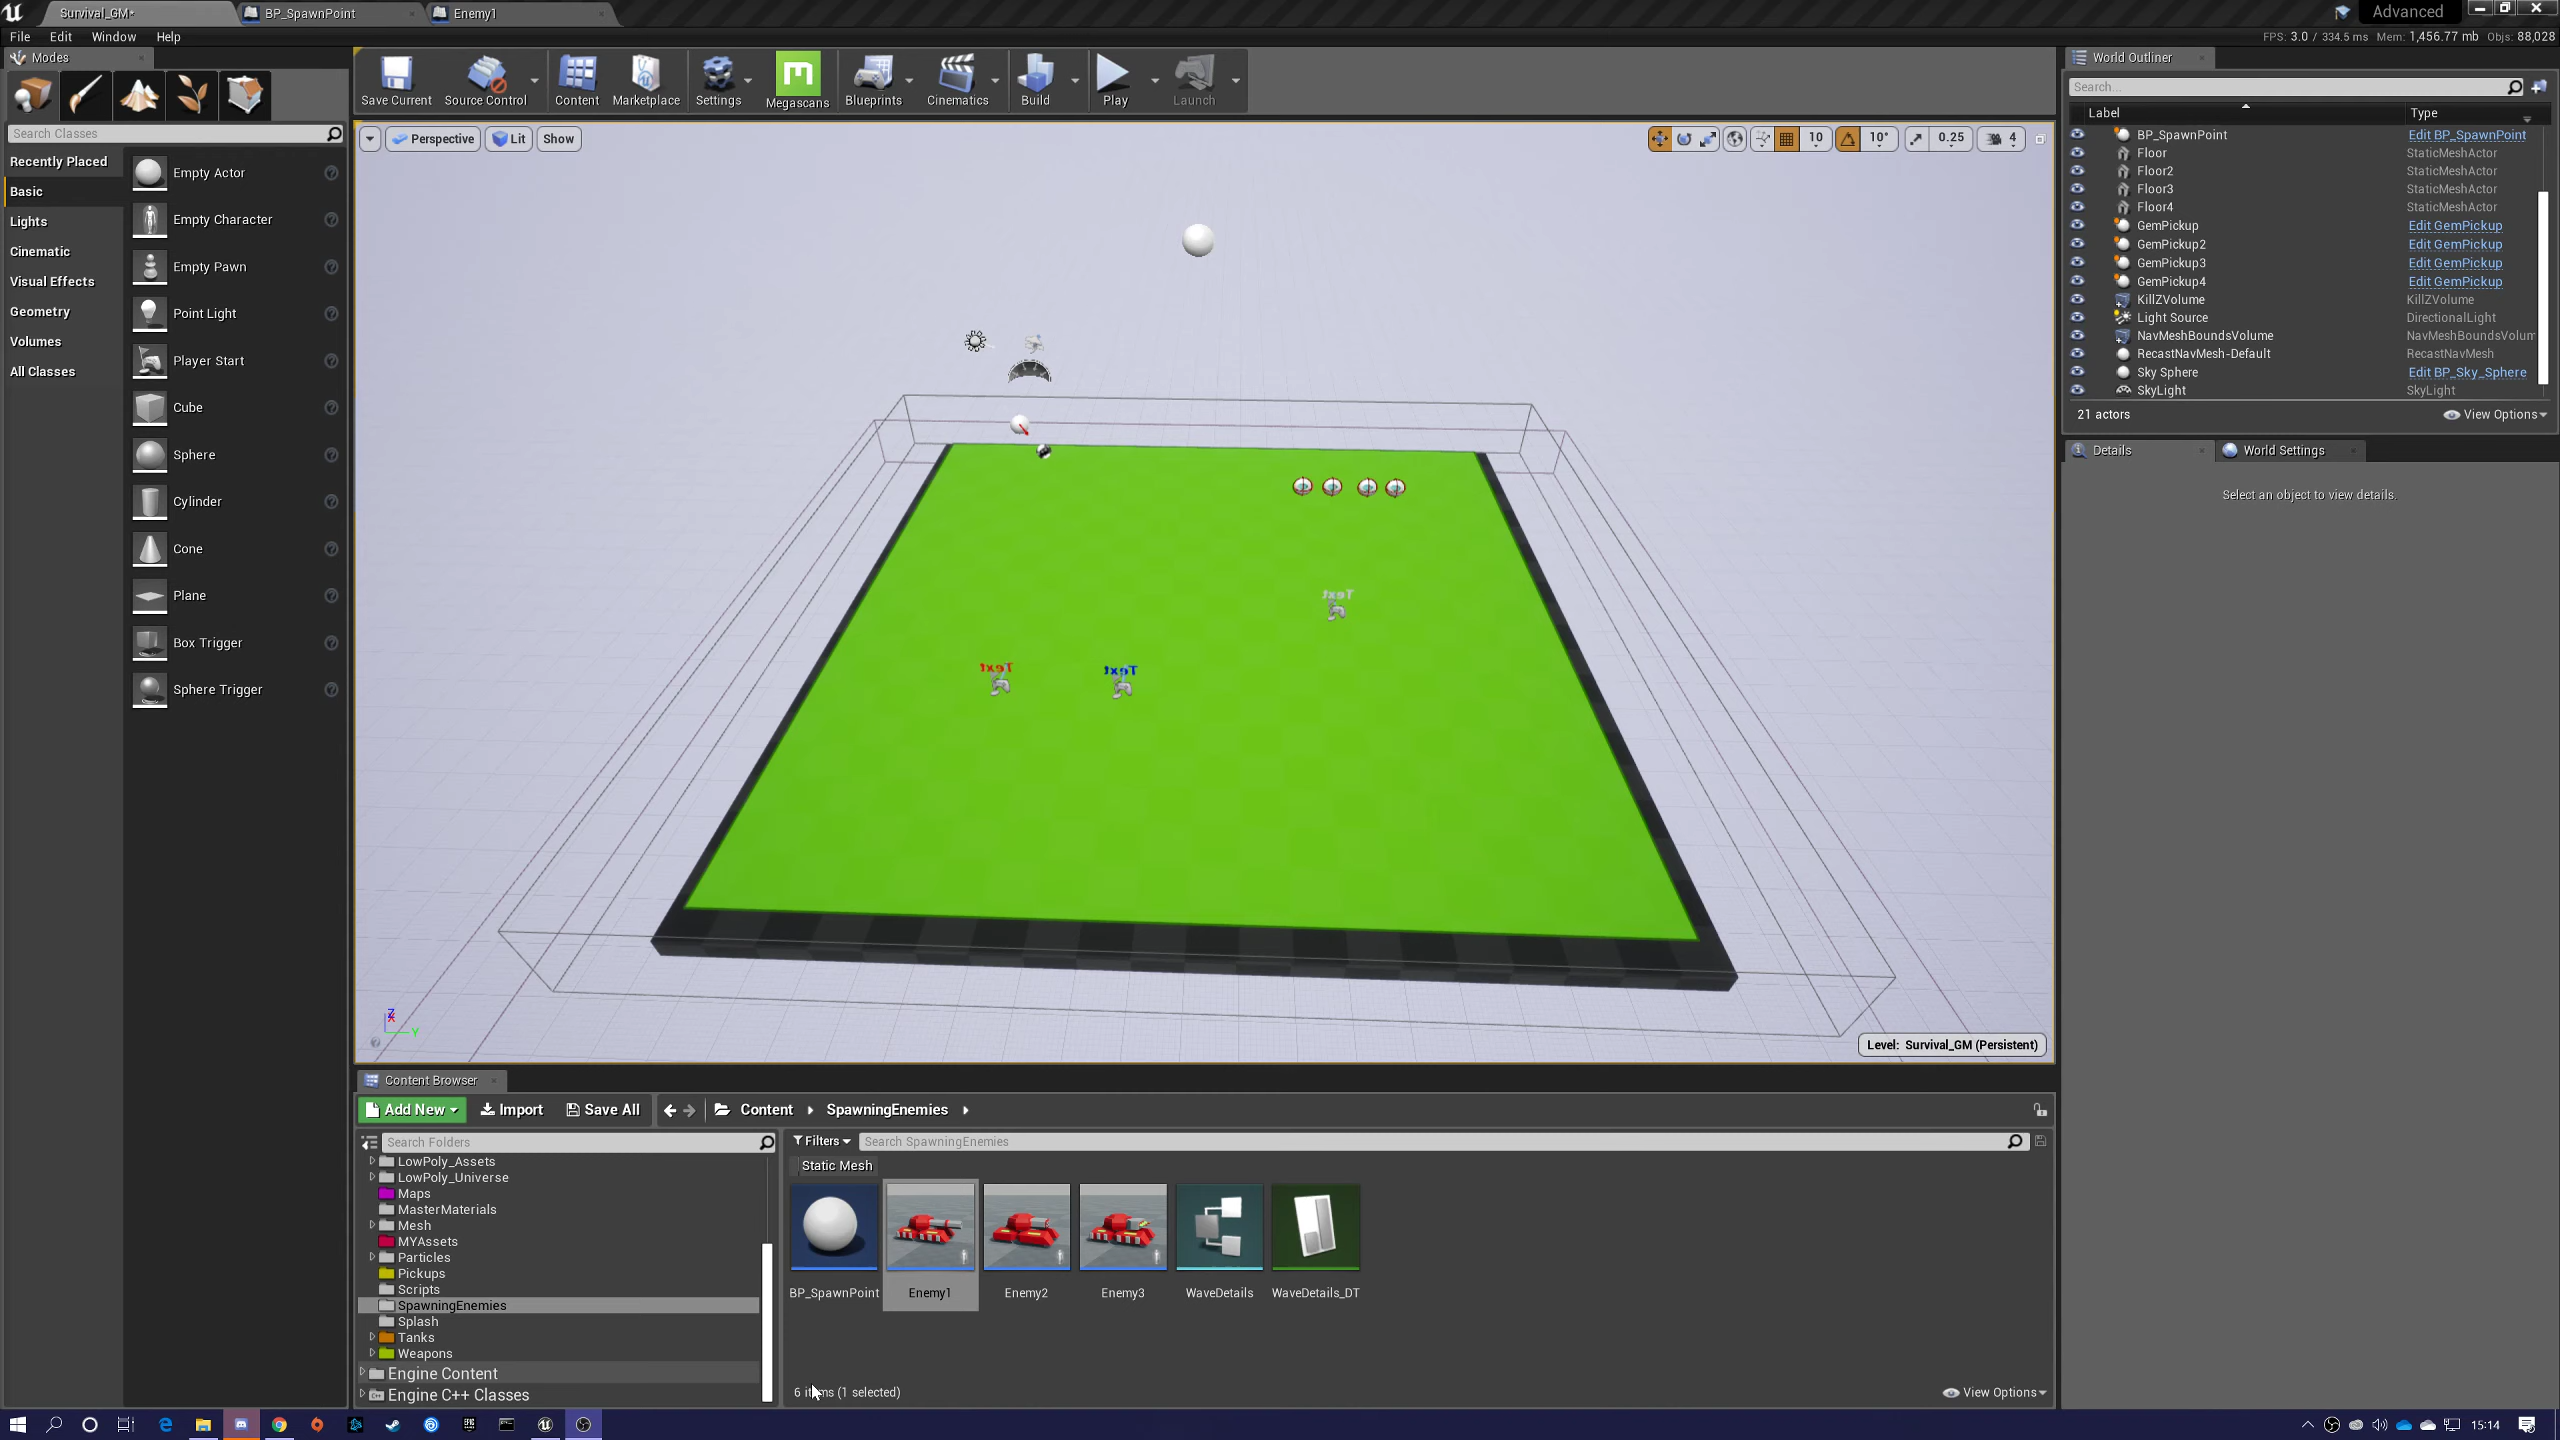 Survival_GM*
BP_SpawnPoint
Enemy1
Advanced
File Edit Window Help
FPS: 3.0 / 334.5 ms Mem: 1,456.77 mb Objs: 88,028
Modes
Search Classes
Recently Placed
Basic
Lights
Cinematic
Visual Effects
Geometry
Volumes
All Classes
Empty Actor
Empty Character
Empty Pawn
Point Light
Player Start
Cube
Sphere
Cylinder
Cone
Plane
Box Trigger
Sphere Trigger
Save Current
Source Control
Content
Marketplace
Settings
Megascans
Blueprints
Cinematics
Build
Play
Launch
Perspective
Lit
Show
10
10°
0.25
4
Text
Text
Text
Z
X
Y
Level: Survival_GM (Persistent)
World Outliner
Search...
Label Type
BP_SpawnPoint Edit BP_SpawnPoint
Floor StaticMeshActor
Floor2 StaticMeshActor
Floor3 StaticMeshActor
Floor4 StaticMeshActor
GemPickup Edit GemPickup
GemPickup2 Edit GemPickup
GemPickup3 Edit GemPickup
GemPickup4 Edit GemPickup
KillZVolume KillZVolume
Light Source DirectionalLight
NavMeshBoundsVolume NavMeshBoundsVolum
RecastNavMesh-Default RecastNavMesh
Sky Sphere Edit BP_Sky_Sphere
SkyLight SkyLight
21 actors
View Options
Details
World Settings
Select an object to view details.
Content Browser
Add New
Import
Save All
Content
SpawningEnemies
Search Folders
Filters
Search SpawningEnemies
Static Mesh
LowPoly_Assets
LowPoly_Universe
Maps
MasterMaterials
Mesh
MYAssets
Particles
Pickups
Scripts
SpawningEnemies
Splash
Tanks
Weapons
Engine Content
Engine C++ Classes
BP_SpawnPoint
Enemy1
Enemy2
Enemy3
WaveDetails
WaveDetails_DT
6 items (1 selected)
View Options
15:14